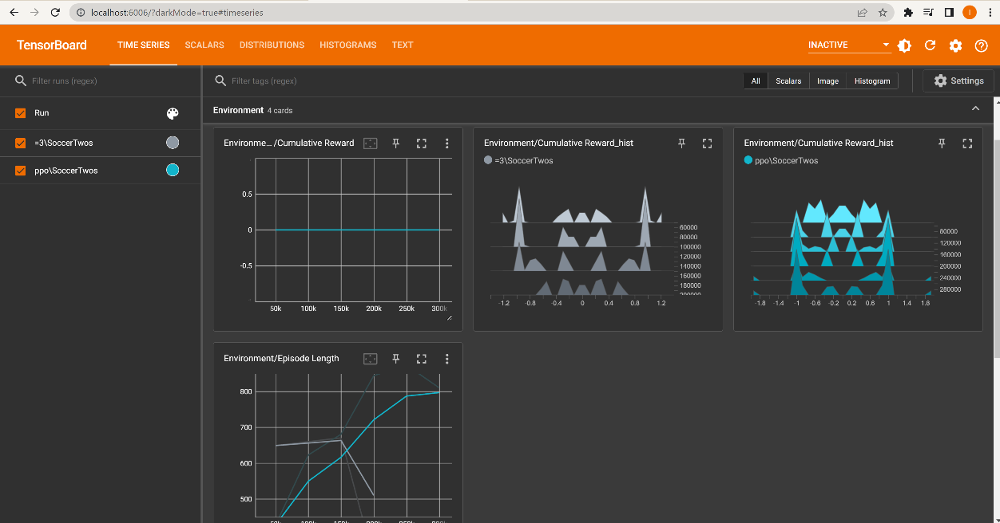 localhost:6006/?darkMode=true#timeseries
I
TensorBoard
TIME SERIES SCALARS DISTRIBUTIONS HISTOGRAMS TEXT
INACTIVE
Filter runs (regex)
Run
=3\SoccerTwos
ppo\SoccerTwos
Filter tags (regex)
All Scalars Image Histogram
Settings
Environment 4 cards
Environme... /Cumulative Reward
0.5
0
-0.5
50k 100k 150k 200k 250k 300k
Environment/Cumulative Reward_hist
=3\SoccerTwos
60000
80000
100000
120000
140000
160000
180000
200000
-1.2 -0.8 -0.4 0 0.4 0.8 1.2
Environment/Cumulative Reward_hist
ppo\SoccerTwos
80000
120000
160000
200000
240000
280000
-1.8 -1.4 -1 -0.6 -0.2 0.2 0.6 1 1.4 1.8
Environment/Episode Length
800
700
600
500